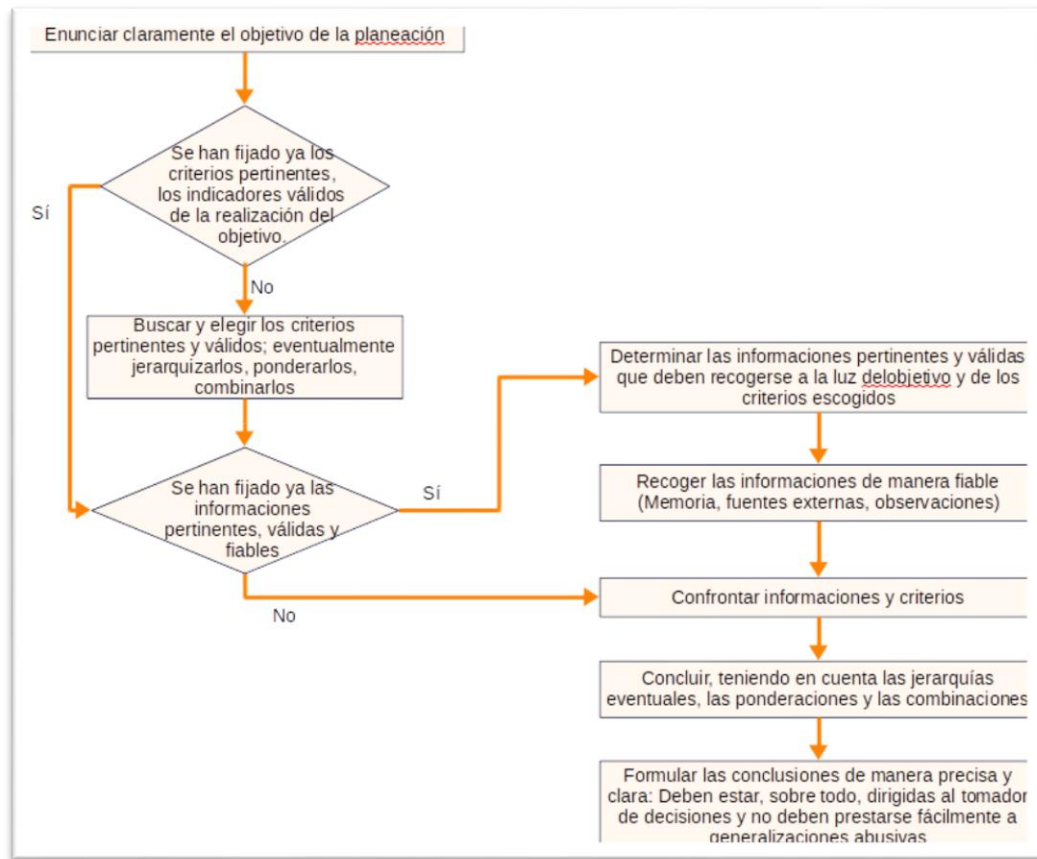 Enunciar claramente el objetivo de la planeación
Se han fijado ya los
criterios pertinentes,
los indicadores válidos
de la realización del
objetivo.
Sí
No
Buscar y elegir los criterios
pertinentes y válidos; eventualmente
jerarquizarlos, ponderarlos,
combinarlos
Se han fijado ya las
informaciones
pertinentes, válidas y
fiables
Sí
No
Determinar las informaciones pertinentes y válidas
que deben recogerse a la luz delobjetivo y de los
criterios escogidos
Recoger las informaciones de manera fiable
(Memoria, fuentes externas, observaciones)
Confrontar informaciones y criterios
Concluir, teniendo en cuenta las jerarquías
eventuales, las ponderaciones y las combinaciones
Formular las conclusiones de manera precisa y
clara: Deben estar, sobre todo, dirigidas al tomador
de decisiones y no deben prestarse fácilmente a
generalizaciones abusivas